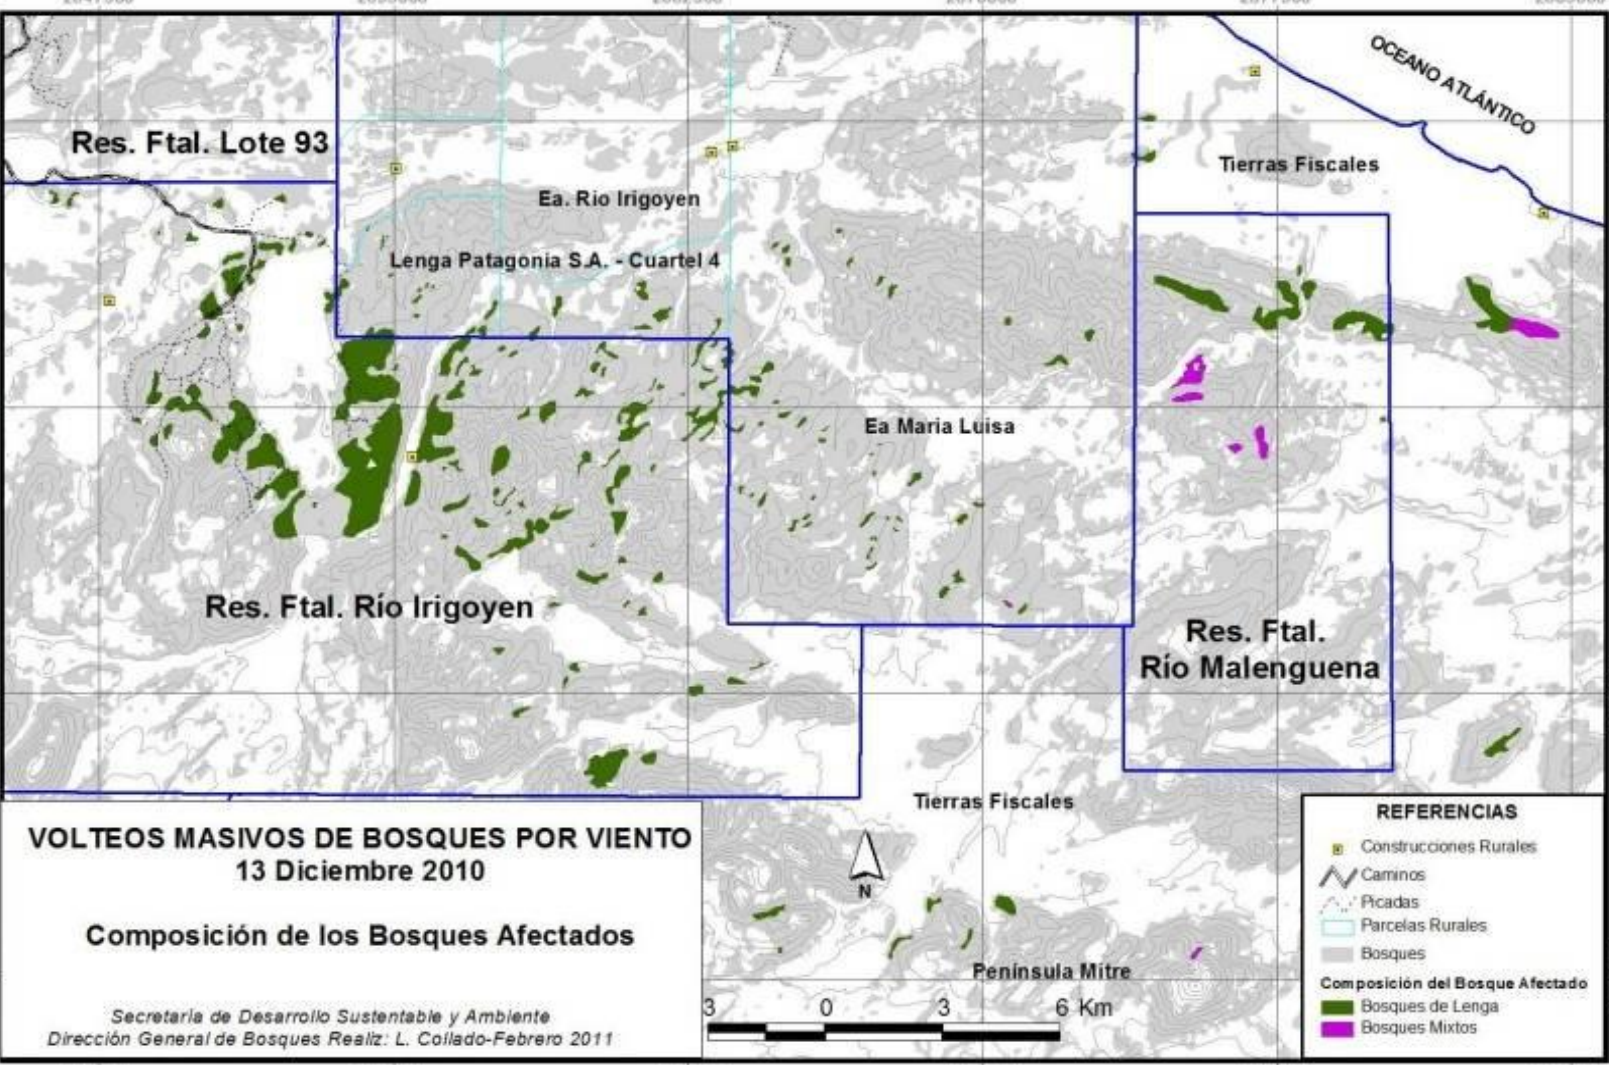 OCEANO ATLÁNTICO
Res. Ftal. Lote 93
Tierras Fiscales
Ea. Rio Irigoyen
Lenga Patagonia S.A. - Cuartel 4
Ea Maria Luisa
Res. Ftal. Río Irigoyen
Res. Ftal.
Río Malenguena
Tierras Fiscales
Península Mitre
N
3 0 3 6 Km
VOLTEOS MASIVOS DE BOSQUES POR VIENTO
13 Diciembre 2010
Composición de los Bosques Afectados
Secretaría de Desarrollo Sustentable y Ambiente
Dirección General de Bosques Realiz: L. Collado-Febrero 2011
REFERENCIAS
Construcciones Rurales
Caminos
Picadas
Parcelas Rurales
Bosques
Composición del Bosque Afectado
Bosques de Lenga
Bosques Mixtos